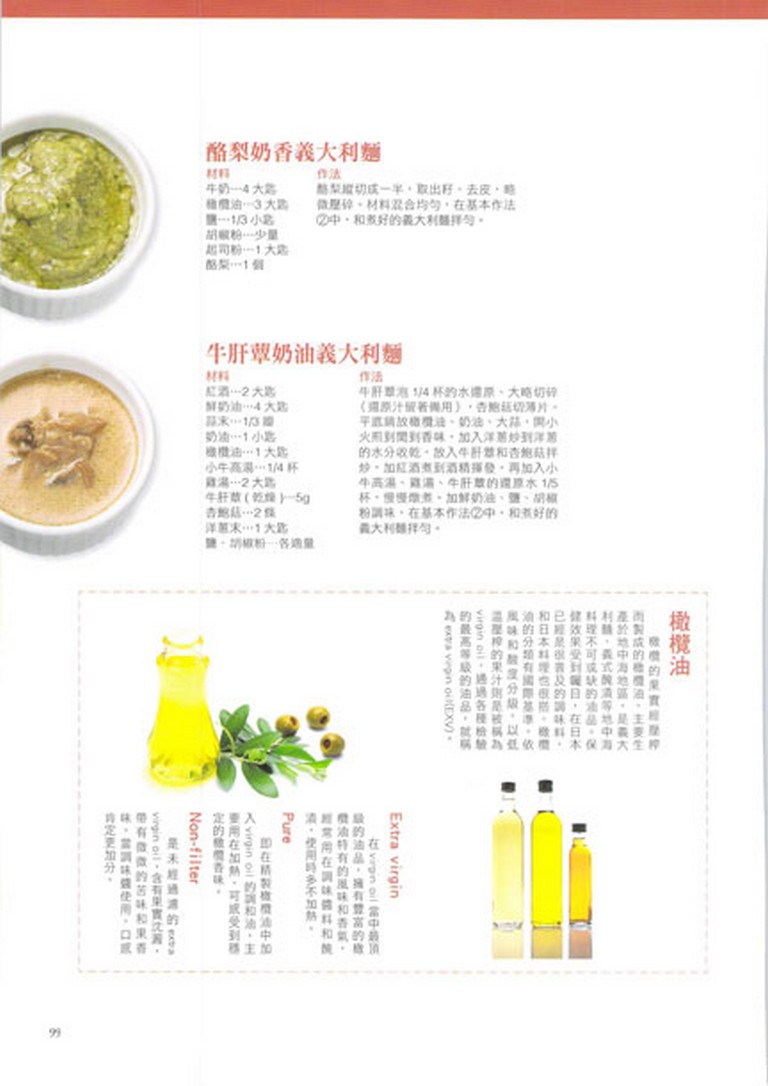 酪梨奶香義大利麵
材料
牛奶…4 大匙
橄欖油…3 大匙
鹽…1/3 小匙
胡椒粉…少量
起司粉…1 大匙
酪梨…1 個
作法
酪梨縱切成一半，取出籽、去皮，略
微壓碎。材料混合均勻，在基本作法
②中，和煮好的義大利麵拌勻。
牛肝蕈奶油義大利麵
材料
紅酒…2 大匙
鮮奶油…4 大匙
蒜末…1/3 瓣
奶油…1 小匙
橄欖油…1 大匙
小牛高湯…1/4 杯
雞湯…2 大匙
牛肝蕈 ( 乾燥 )…5g
杏鮑菇…2 條
洋蔥末…1 大匙
鹽、胡椒粉…各適量
作法
牛肝蕈泡 1/4 杯的水還原、大略切碎
（還原汁留著備用），杏鮑菇切薄片。
平底鍋放橄欖油、奶油、大蒜，開小
火煎到聞到香味，加入洋蔥炒到洋蔥
的水分收乾，放入牛肝蕈和杏鮑菇拌
炒，加紅酒煮到酒精揮發，再加入小
牛高湯、雞湯、牛肝蕈的還原水 1/5
杯，慢慢燉煮。加鮮奶油、鹽、胡椒
粉調味，在基本作法②中，和煮好的
義大利麵拌勻。
橄欖油
橄欖的果實經壓榨
而製成的橄欖油，主要生
產於地中海地區，是義大
利麵、義式醃漬等地中海
料理不可或缺的油品。保
健效果受到矚目，在日本
已經是很普及的調味料，
和日本料理也很搭。橄欖
油的分類有國際基準，依
風味和酸度分級，以低
溫壓榨的果汁則是被稱為
virgin oil，通過各種檢驗
的最高等級的油品，就稱
為 extra virgin oil(EXV)。
Extra virgin
在 virgin oil 當中最頂
級的油品，擁有豐富的橄
欖油特有的風味和香氣，
經常用在調味醬料和醃
漬，使用時多不加熱。
Pure
即在精製橄欖油中加
入 virgin oil 的調和油，主
要用在加熱，可感受到穩
定的橄欖香味。
Non-filter
是未經過濾的 extra
virgin oil，含有果實沈澱，
帶有微微的苦味和果香
味，當調味醬使用，口感
肯定更加分。
99